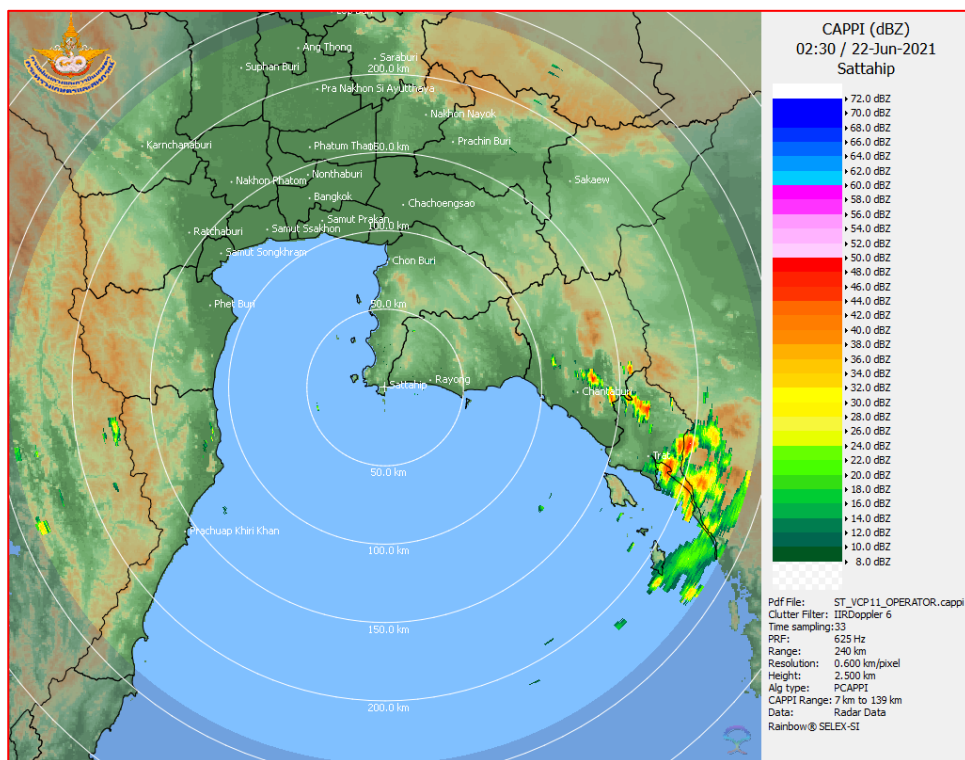 CAPPI (dBZ)
02:30 / 22-Jun-2021
Sattahip
72.0 dBZ
70.0 dBZ
68.0 dBZ
66.0 dBZ
64.0 dBZ
62.0 dBZ
60.0 dBZ
58.0 dBZ
56.0 dBZ
54.0 dBZ
52.0 dBZ
50.0 dBZ
48.0 dBZ
46.0 dBZ
44.0 dBZ
42.0 dBZ
40.0 dBZ
38.0 dBZ
36.0 dBZ
34.0 dBZ
32.0 dBZ
30.0 dBZ
28.0 dBZ
26.0 dBZ
24.0 dBZ
22.0 dBZ
20.0 dBZ
18.0 dBZ
16.0 dBZ
14.0 dBZ
12.0 dBZ
10.0 dBZ
8.0 dBZ
Pdf File: ST_VCP11_OPERATOR.cappi
Clutter Filter: IIRDoppler 6
Time sampling:33
PRF: 625 Hz
Range: 240 km
Resolution: 0.600 km/pixel
Height: 2.500 km
Alg type: PCAPPI
CAPPI Range: 7 km to 139 km
Data: Radar Data
Rainbow® SELEX-SI
Ang Thong
Saraburi
Suphan Buri
200.0 km
Pra Nakhon Si Ayutthaya
Nakhon Nayok
Karnchanaburi
Phatum Thani
150.0 km
Prachin Buri
Nonthaburi
Nakhon Phatom
Sakaew
Bangkok
Chachoengsao
Samut Prakan
Ratchaburi
Samut Ssakhon
100.0 km
Samut Songkhram
Chon Buri
Phet Buri
50.0 km
Sattahip
Rayong
Chantaburi
50.0 km
Prachuap Khiri Khan
100.0 km
150.0 km
200.0 km